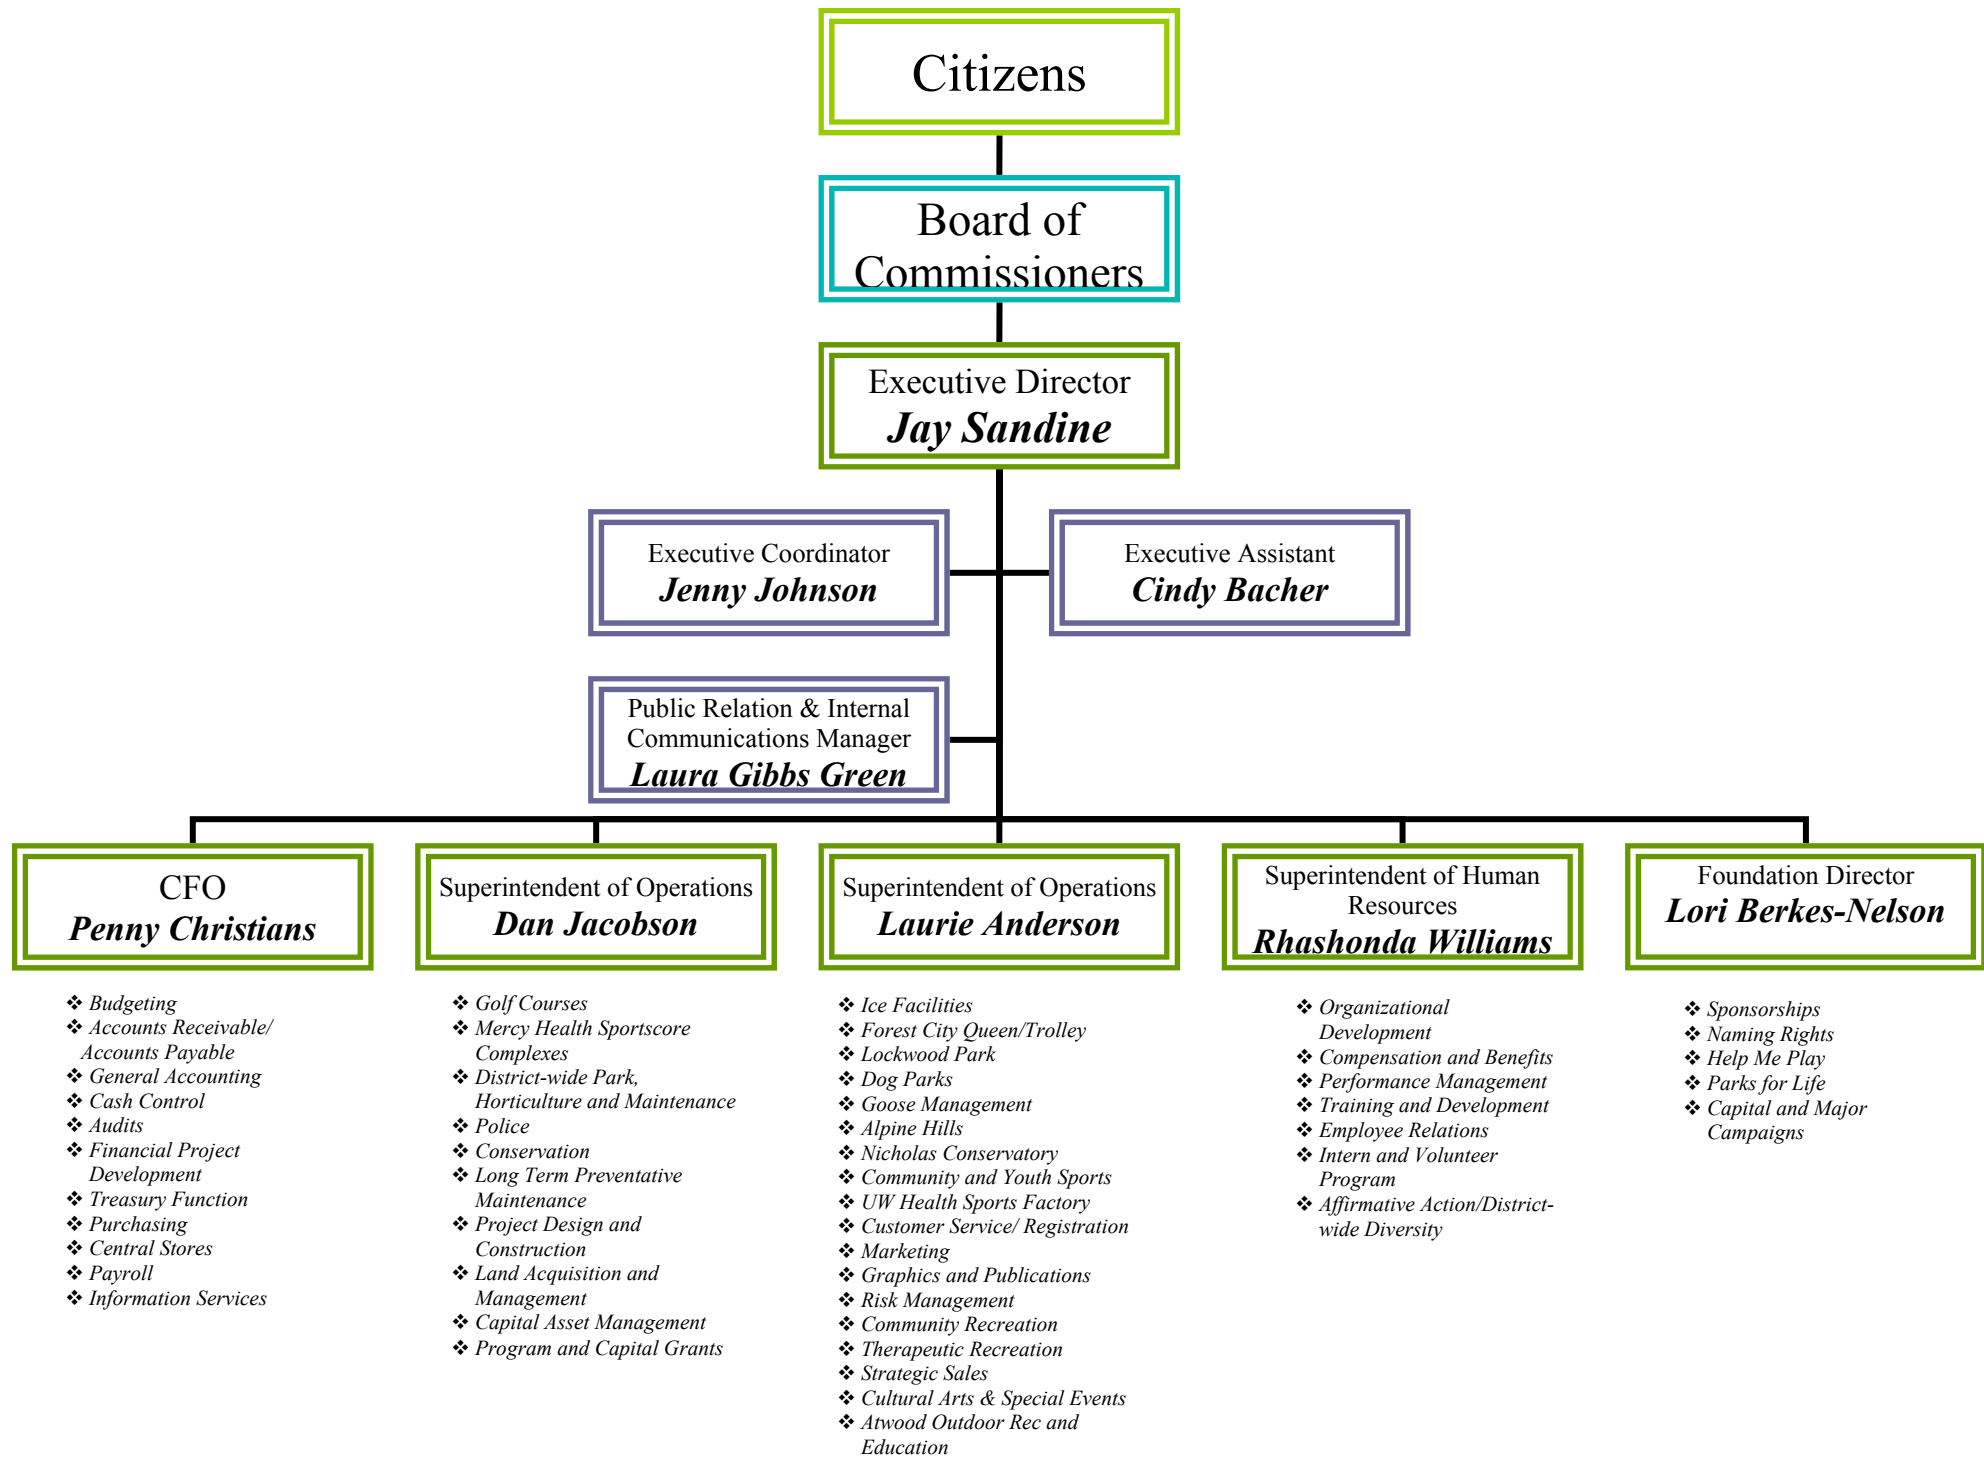 Citizens
Board of
Commissioners
Executive Director
Jay Sandine
Executive Coordinator
Jenny Johnson
Executive Assistant
Cindy Bacher
Public Relation & Internal
Communications Manager
Laura Gibbs Green
CFO
Penny Christians
Superintendent of Operations
Dan Jacobson
Superintendent of Operations
Laurie Anderson
Superintendent of Human
Resources
Rhashonda Williams
Foundation Director
Lori Berkes-Nelson
❖ Budgeting
❖ Accounts Receivable/
Accounts Payable
❖ General Accounting
❖ Cash Control
❖ Audits
❖ Financial Project
Development
❖ Treasury Function
❖ Purchasing
❖ Central Stores
❖ Payroll
❖ Information Services
❖ Golf Courses
❖ Mercy Health Sportscore
Complexes
❖ District-wide Park,
Horticulture and Maintenance
❖ Police
❖ Conservation
❖ Long Term Preventative
Maintenance
❖ Project Design and
Construction
❖ Land Acquisition and
Management
❖ Capital Asset Management
❖ Program and Capital Grants
❖ Ice Facilities
❖ Forest City Queen/Trolley
❖ Lockwood Park
❖ Dog Parks
❖ Goose Management
❖ Alpine Hills
❖ Nicholas Conservatory
❖ Community and Youth Sports
❖ UW Health Sports Factory
❖ Customer Service/ Registration
❖ Marketing
❖ Graphics and Publications
❖ Risk Management
❖ Community Recreation
❖ Therapeutic Recreation
❖ Strategic Sales
❖ Cultural Arts & Special Events
❖ Atwood Outdoor Rec and
Education
❖ Organizational
Development
❖ Compensation and Benefits
❖ Performance Management
❖ Training and Development
❖ Employee Relations
❖ Intern and Volunteer
Program
❖ Affirmative Action/District-
wide Diversity
❖ Sponsorships
❖ Naming Rights
❖ Help Me Play
❖ Parks for Life
❖ Capital and Major
Campaigns